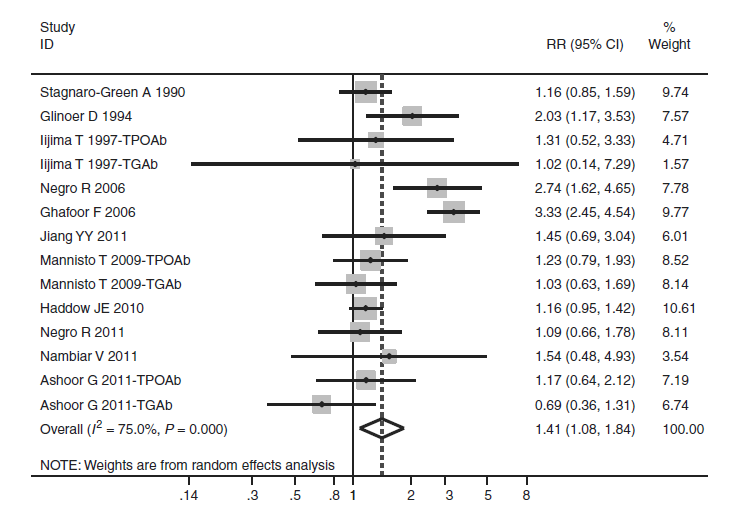 Study %
ID RR (95% CI) Weight
Stagnaro-Green A 1990 1.16 (0.85, 1.59) 9.74
Glinoer D 1994 2.03 (1.17, 3.53) 7.57
Iijima T 1997-TPOAb 1.31 (0.52, 3.33) 4.71
Iijima T 1997-TGAb 1.02 (0.14, 7.29) 1.57
Negro R 2006 2.74 (1.62, 4.65) 7.78
Ghafoor F 2006 3.33 (2.45, 4.54) 9.77
Jiang YY 2011 1.45 (0.69, 3.04) 6.01
Mannisto T 2009-TPOAb 1.23 (0.79, 1.93) 8.52
Mannisto T 2009-TGAb 1.03 (0.63, 1.69) 8.14
Haddow JE 2010 1.16 (0.95, 1.42) 10.61
Negro R 2011 1.09 (0.66, 1.78) 8.11
Nambiar V 2011 1.54 (0.48, 4.93) 3.54
Ashoor G 2011-TPOAb 1.17 (0.64, 2.12) 7.19
Ashoor G 2011-TGAb 0.69 (0.36, 1.31) 6.74
Overall (I² = 75.0%, P = 0.000) 1.41 (1.08, 1.84) 100.00
NOTE: Weights are from random effects analysis
.14 .3 .5 .8 1 2 3 5 8